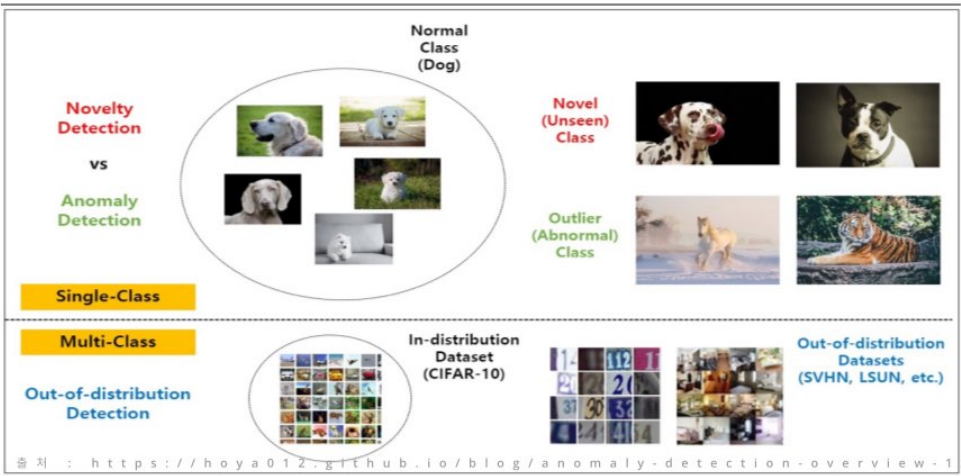 Normal
Class
(Dog)
Novelty
Detection
vs
Anomaly
Detection
Novel
(Unseen)
Class
Outlier
(Abnormal)
Class
Single-Class
Multi-Class
Out-of-distribution
Detection
In-distribution
Dataset
(CIFAR-10)
Out-of-distribution
Datasets
(SVHN, LSUN, etc.)
출처 : https://hoya012.github.io/blog/anomaly-detection-overview-1